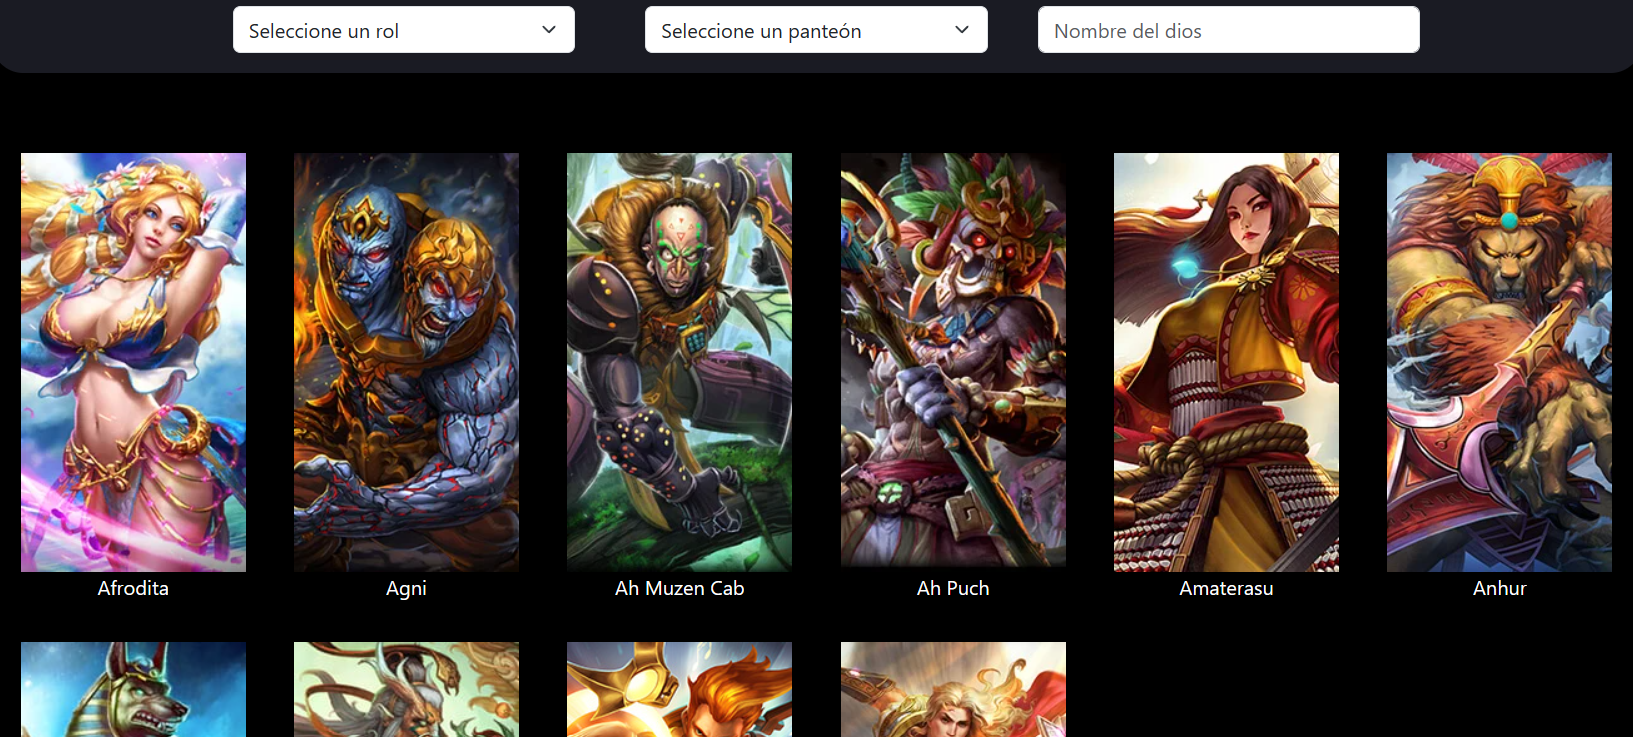 Seleccione un rol
Seleccione un panteón
Nombre del dios
Afrodita
Agni
Ah Muzen Cab
Ah Puch
Amaterasu
Anhur